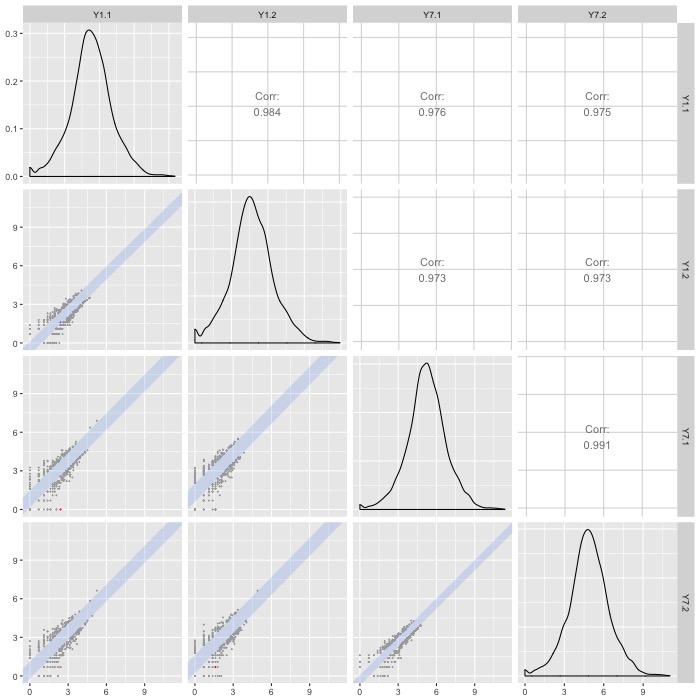 Y1.1 Y1.2 Y7.1 Y7.2
0.3
0.2
0.1
0.0
Corr:
0.984
Corr:
0.976
Corr:
0.975
Y1.1
9
6
3
0
Corr:
0.973
Corr:
0.973
Y1.2
9
6
3
0
Corr:
0.991
Y7.1
9
6
3
0
Y7.2
0 3 6 9 0 3 6 9 0 3 6 9 0 3 6 9